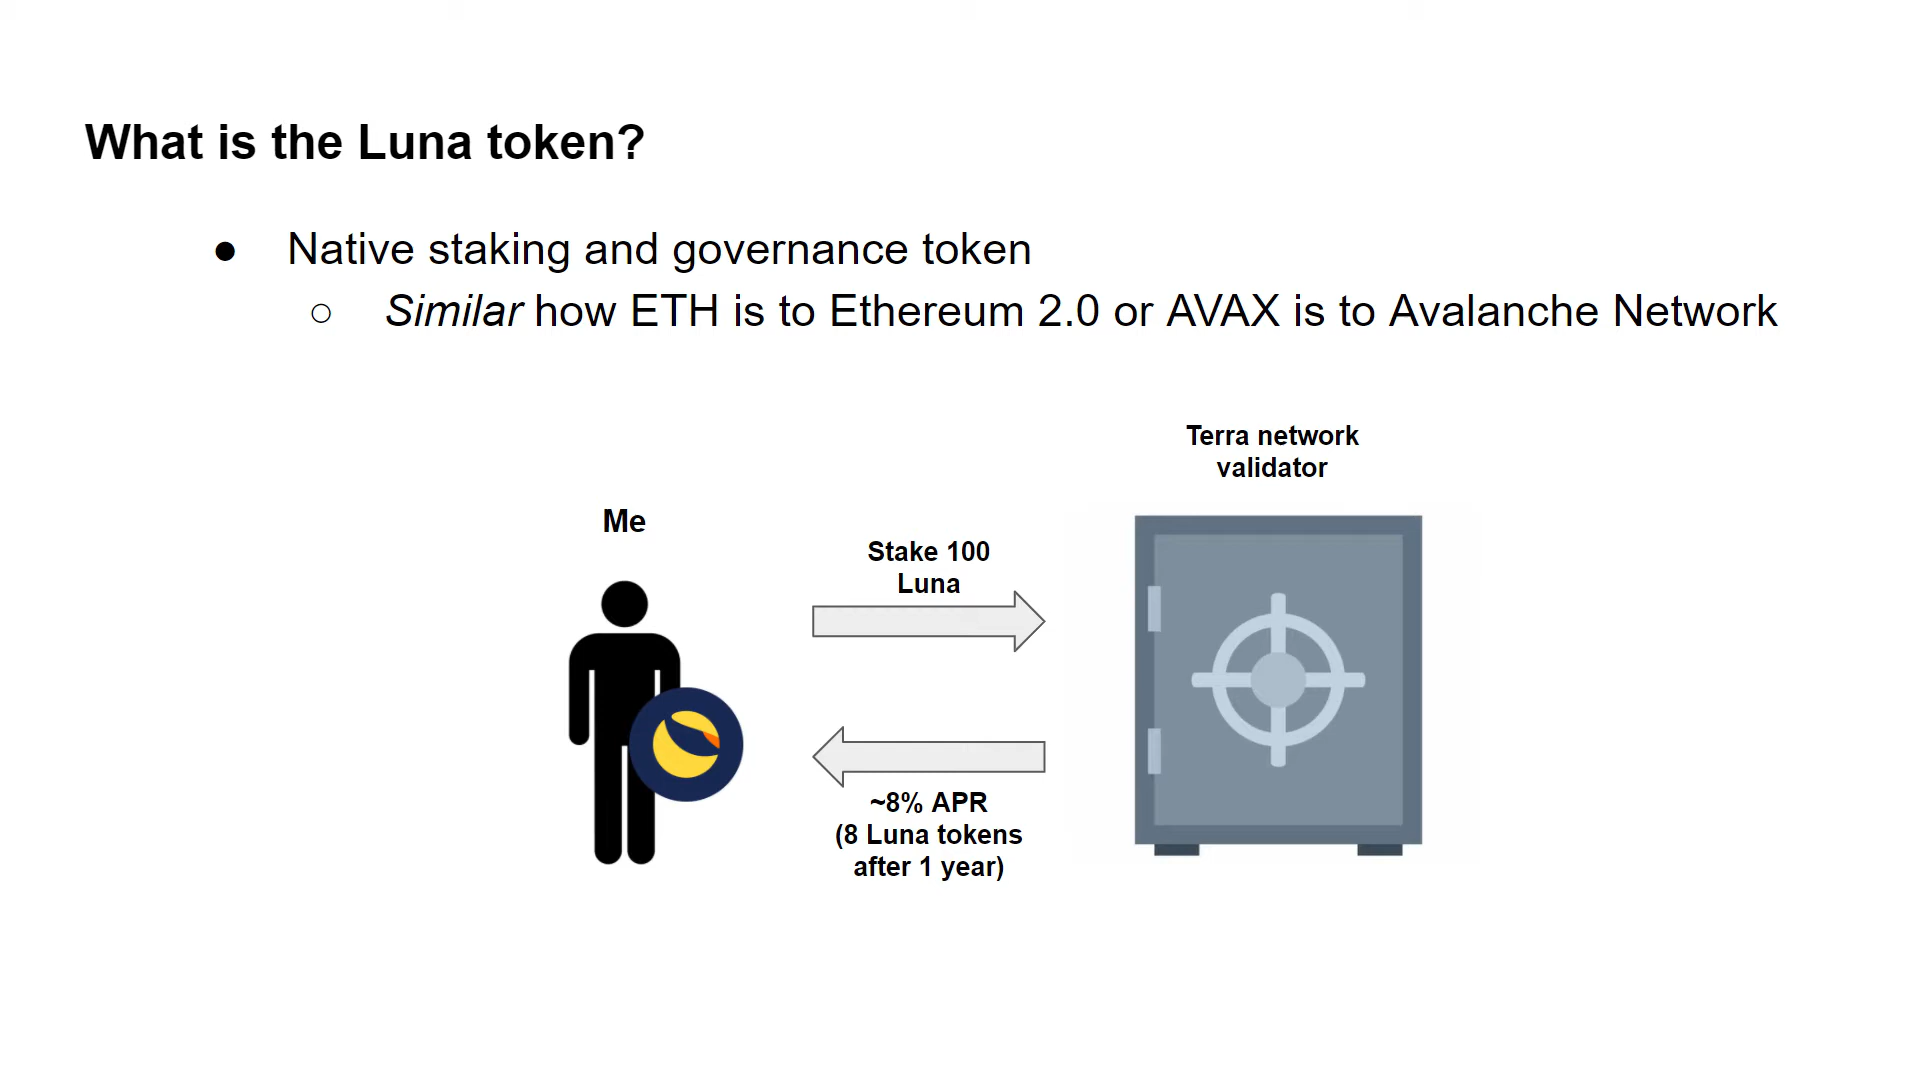 What is the Luna token?
● Native staking and governance token
○ Similar how ETH is to Ethereum 2.0 or AVAX is to Avalanche Network
Terra network
validator
Me
Stake 100
Luna
~8% APR
(8 Luna tokens
after 1 year)